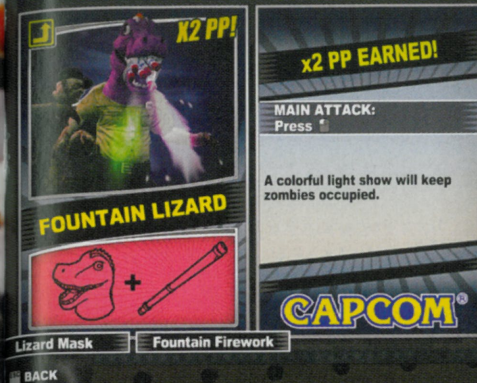 X2 PP!
FOUNTAIN LIZARD
+
Lizard Mask
Fountain Firework
BACK
x2 PP EARNED!
MAIN ATTACK:
Press
A colorful light show will keep
zombies occupied.
CAPCOM®